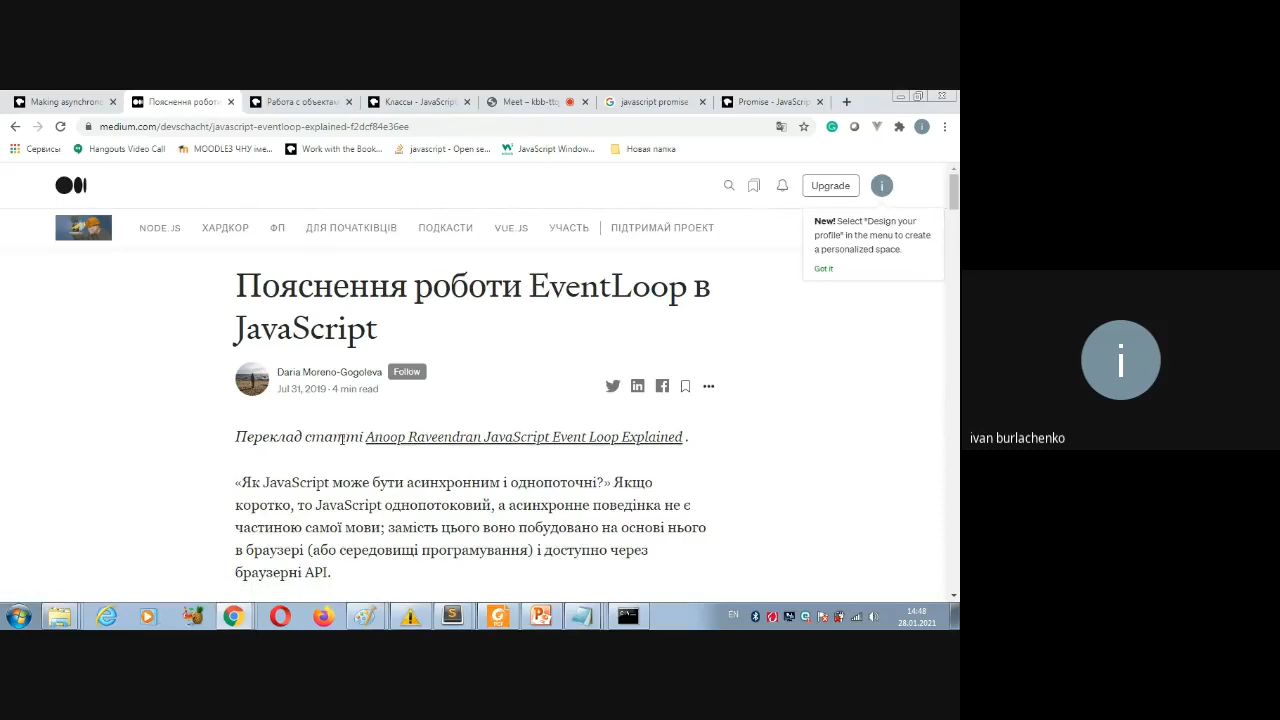 Making asynchron
Пояснення роботи
Работа с объектам
Классы - JavaScript
Meet – kbb-ttq
javascript promise
Promise - JavaScrip
medium.com/devschacht/javascript-eventloop-explained-f2dcf84e36ee
Сервисы
Hangouts Video Call
MOODLE3 ЧНУ іме...
Work with the Book...
javascript - Open se...
JavaScript Window...
Новая папка
Upgrade
i
NODE.JS
ХАРДКОР
ФП
ДЛЯ ПОЧАТКІВЦІВ
ПОДКАСТИ
VUE.JS
УЧАСТЬ
ПІДТРИМАЙ ПРОЕКТ
New! Select "Design your
profile" in the menu to create
a personalized space.
Got it
Пояснення роботи EventLoop в
JavaScript
Daria Moreno-Gogoleva Follow
Jul 31, 2019 · 4 min read
Переклад статті Anoop Raveendran JavaScript Event Loop Explained .
«Як JavaScript може бути асинхронним і однопоточні?» Якщо
коротко, то JavaScript однопотоковий, а асинхронне поведінка не є
частиною самої мови; замість цього воно побудовано на основі нього
в браузері (або середовищі програмування) і доступно через
браузерні API.
EN
14:48
28.01.2021
i
ivan burlachenko